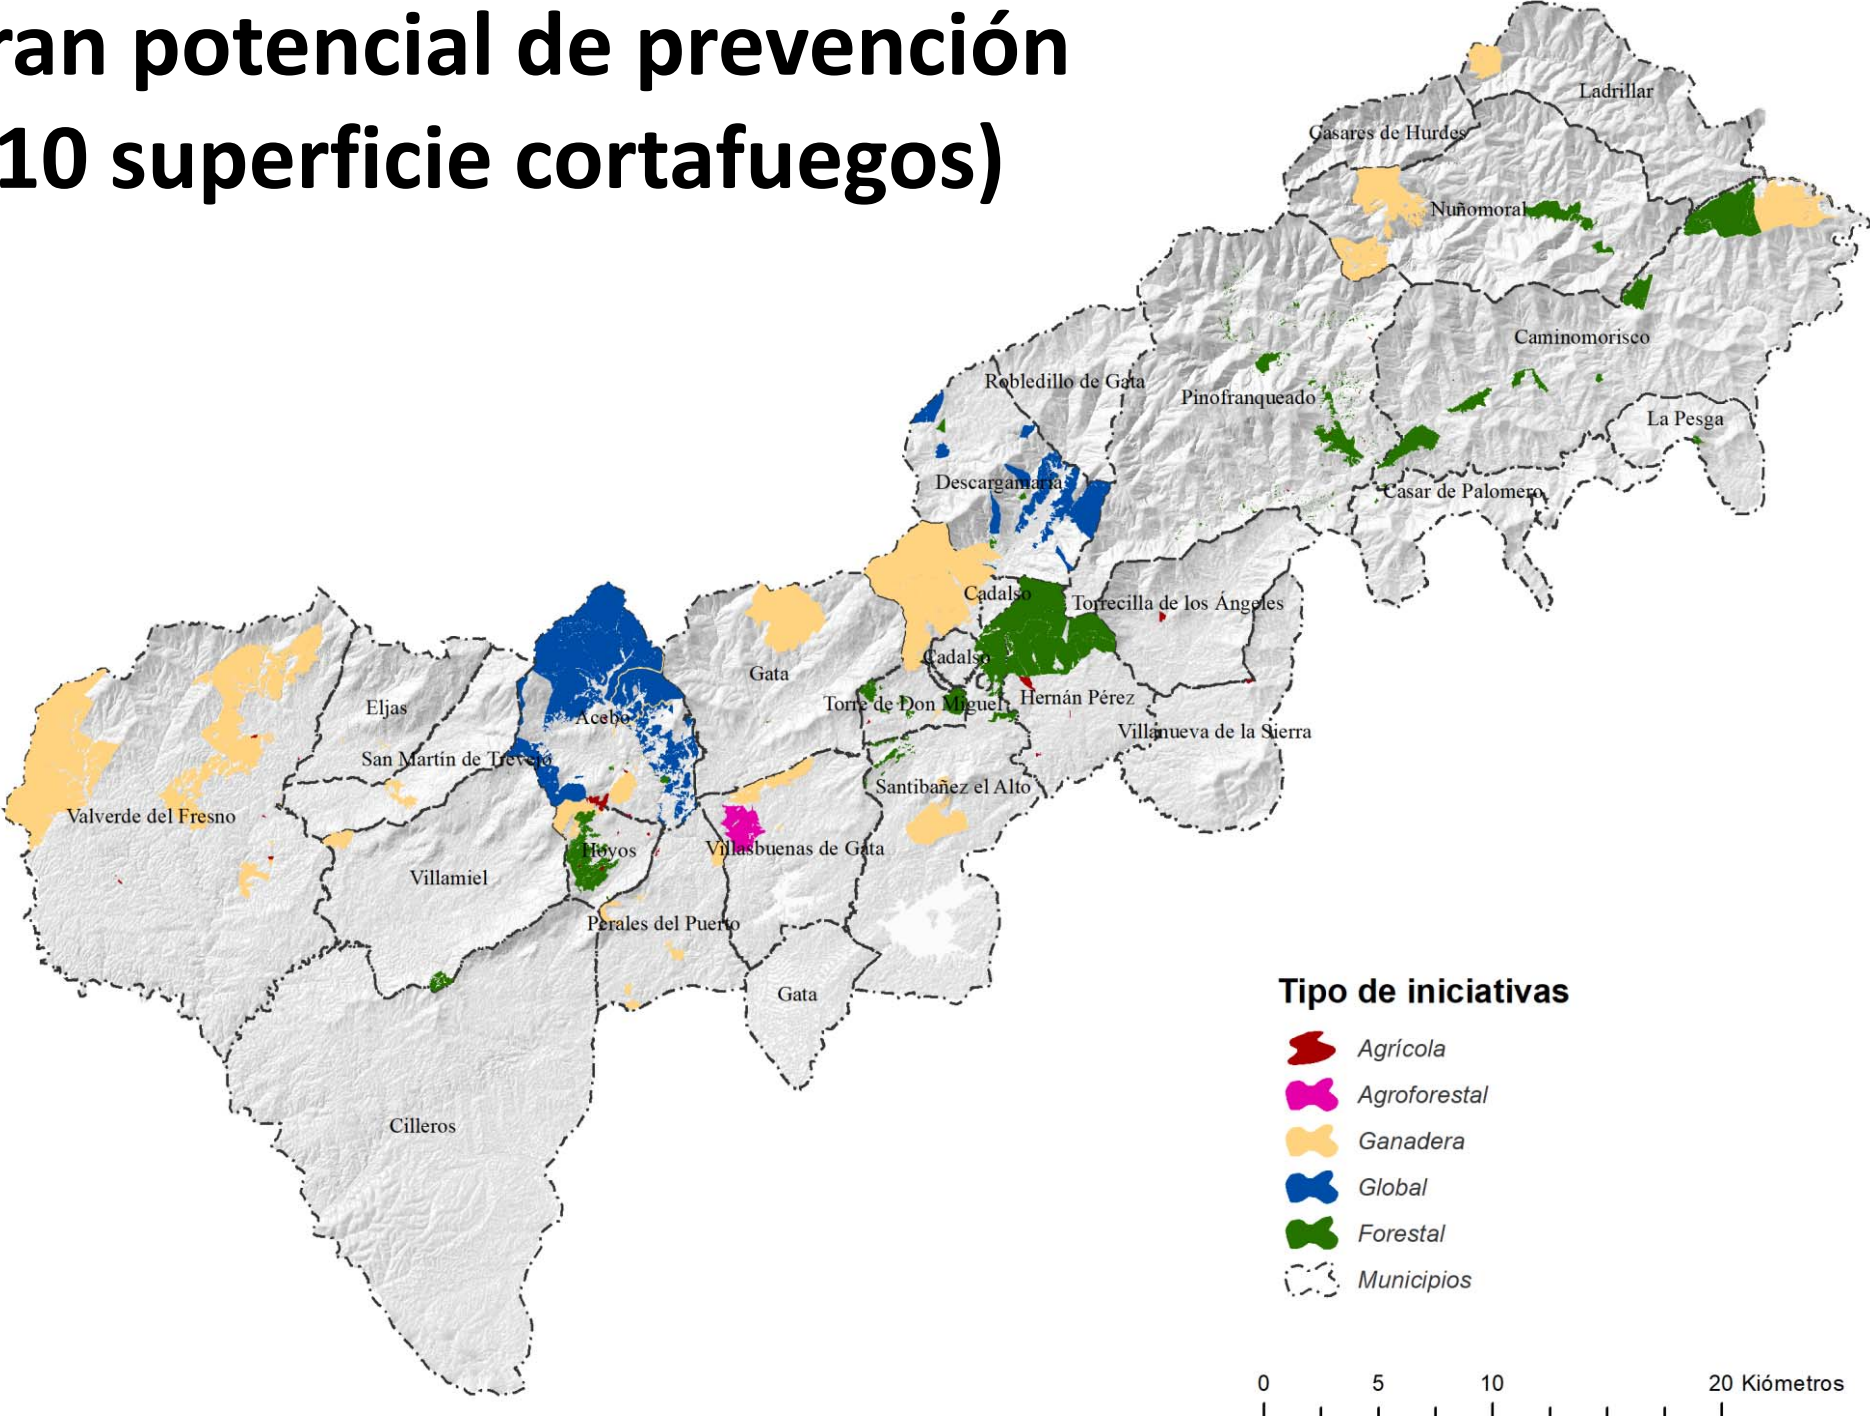 ran potencial de prevención
10 superficie cortafuegos)
Ladrillar
Casares de Hurdes
Nuñomoral
Caminomorisco
Robledillo de Gata
Pinofranqueado
La Pesga
Descargamaría
Casar de Palomero
Cadalso
Torrecilla de los Ángeles
Cadalso
Gata
Hernán Pérez
Torre de Don Miguel
Eljas
Acebo
Villanueva de la Sierra
San Martín de Trevejo
Santibañez el Alto
Valverde del Fresno
Hoyos
Villasbuenas de Gata
Villamiel
Perales del Puerto
Gata
Cilleros
Tipo de iniciativas
Agrícola
Agroforestal
Ganadera
Global
Forestal
Municipios
0 5 10 20 Kiómetros